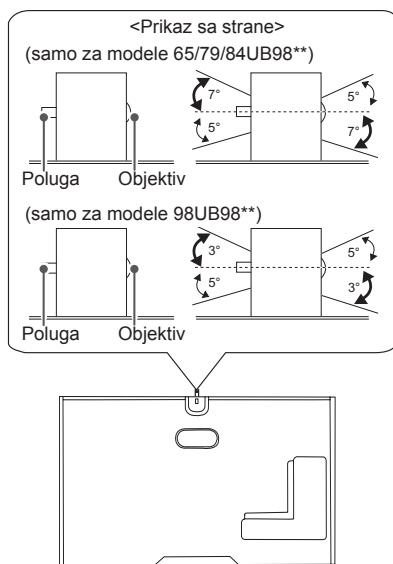 <Prikaz sa strane>
(samo za modele 65/79/84UB98**)
7° 5°
5° 7°
Poluga Objektiv
(samo za modele 98UB98**)
3° 5°
5° 3°
Poluga Objektiv